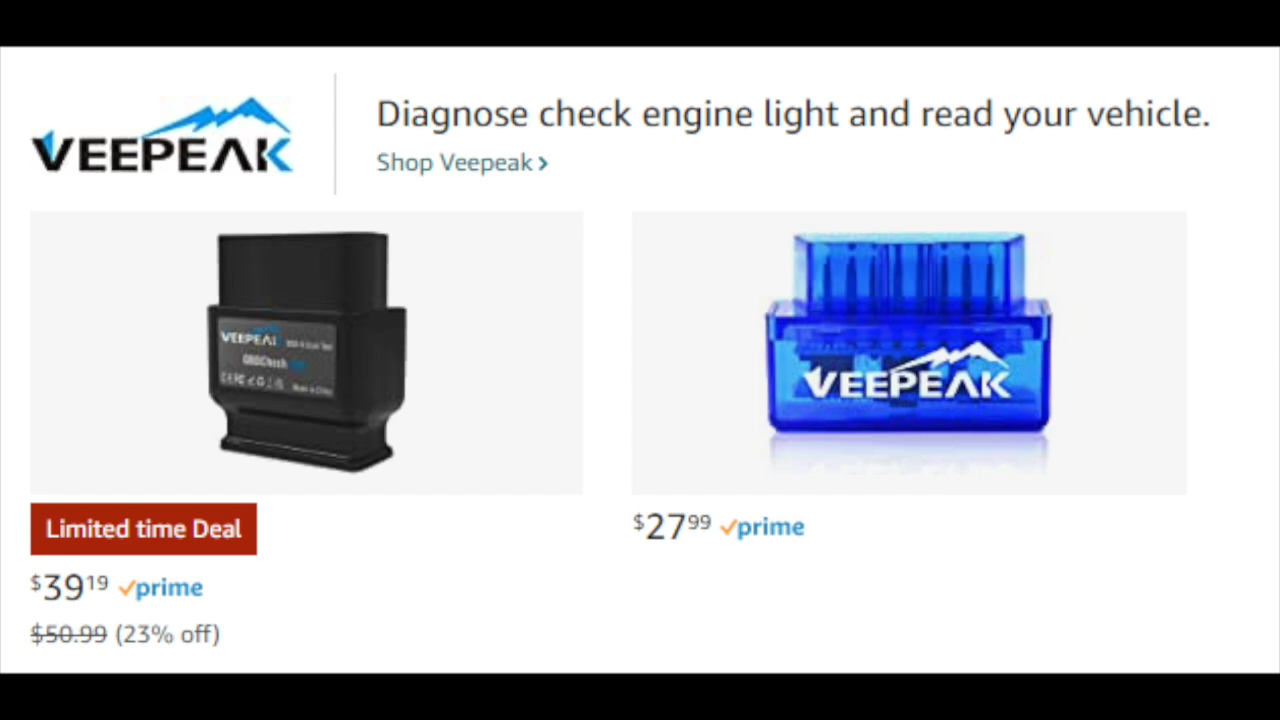 VEEPEAK
Diagnose check engine light and read your vehicle.
Shop Veepeak ›
VEEPEAK
OBDCheck
VEEPEAK
Limited time Deal
$39.19 prime
$50.99 (23% off)
$27.99 prime